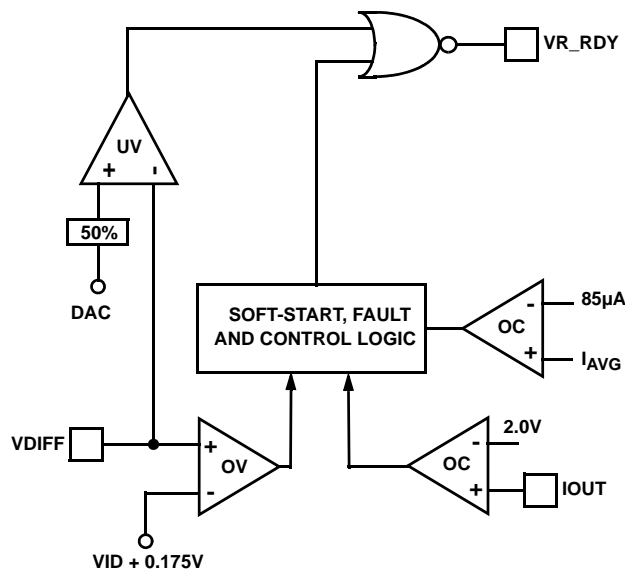 VR_RDY
UV
+ -
50%
DAC
SOFT-START, FAULT
AND CONTROL LOGIC
85µA
-
OC
+
IAVG
VDIFF
+
OV
-
VID + 0.175V
2.0V
-
OC
+
IOUT